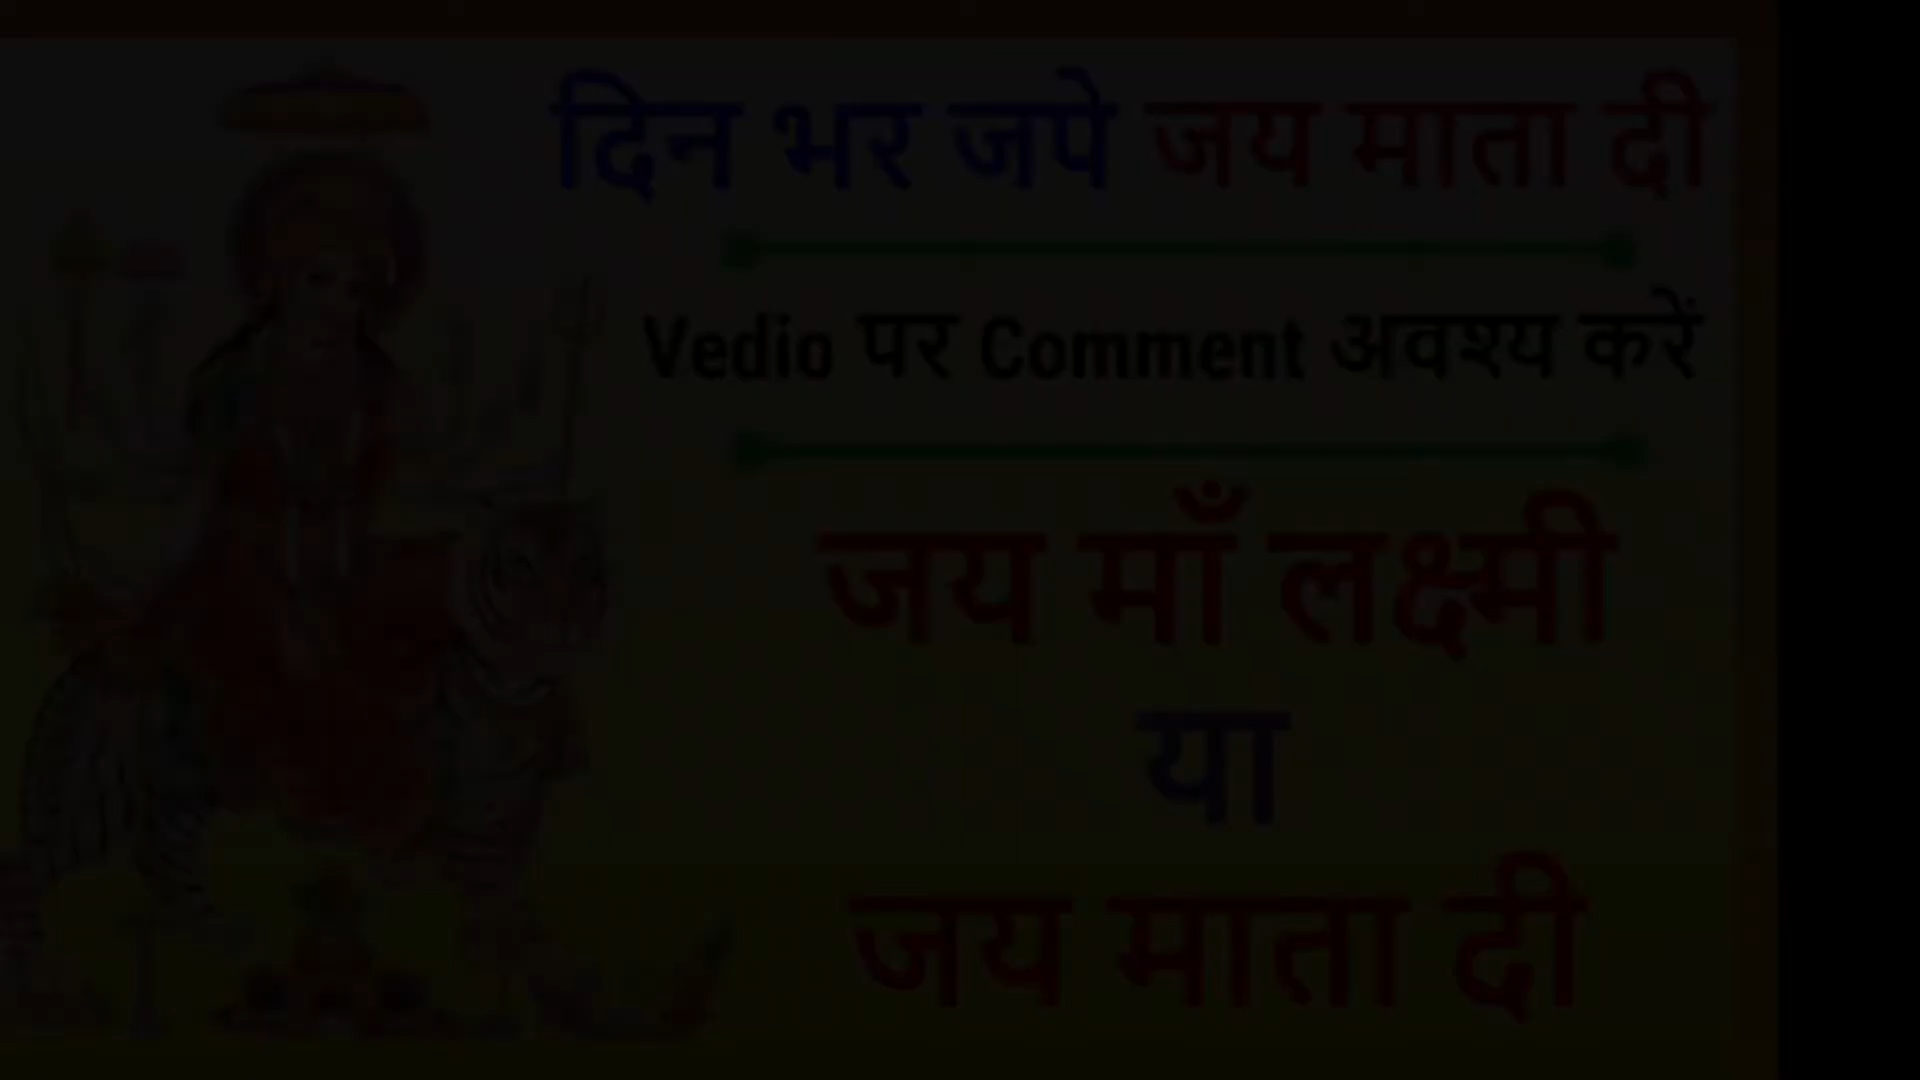 दिन भर जपे जय माता दी
Vedio पर Comment अवश्य करें
जय माँ लक्ष्मी
या
जय माता दी